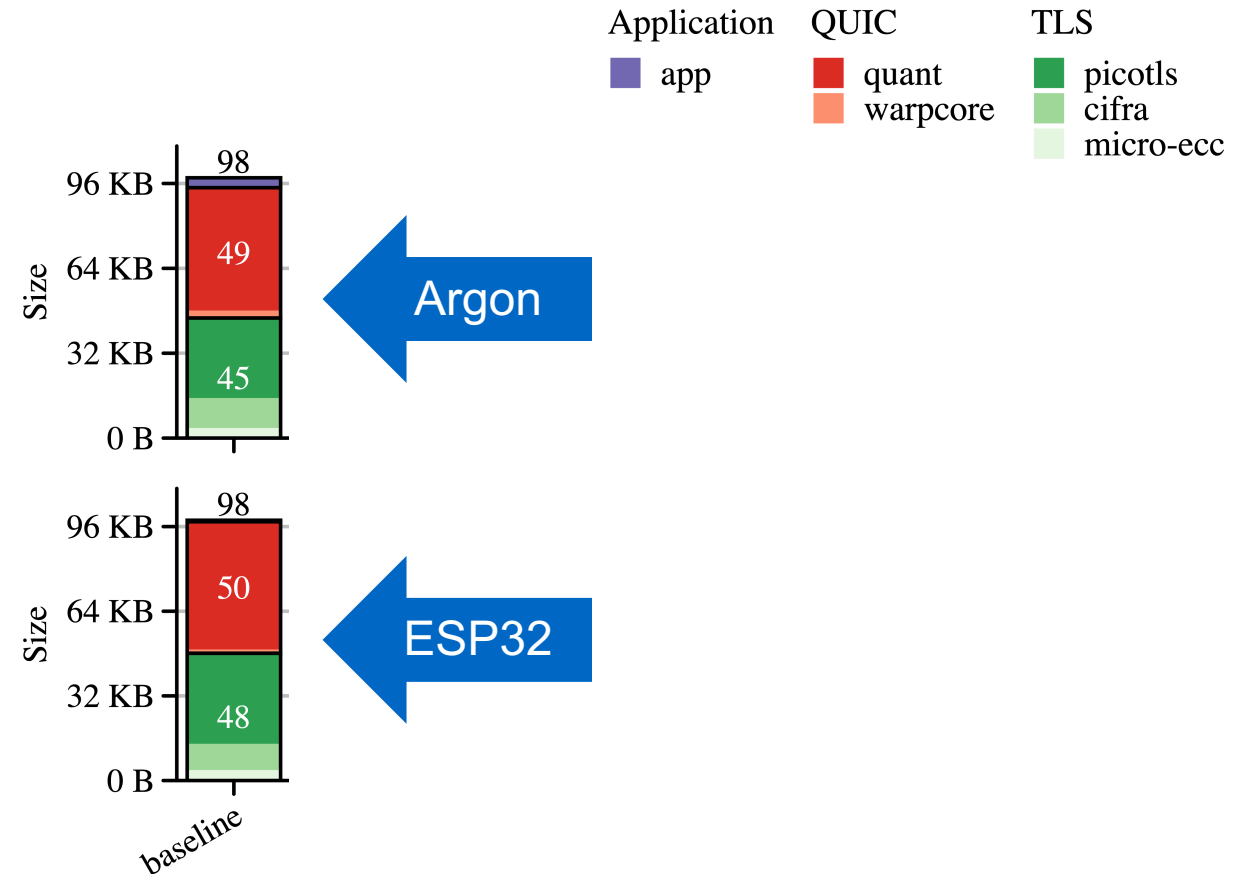 Application QUIC TLS
app quant picotls
warpcore cifra
micro-ecc
98
96 KB
49
64 KB
Size
Argon
32 KB
45
0 B
98
96 KB
50
64 KB
Size
ESP32
32 KB
48
0 B
baseline